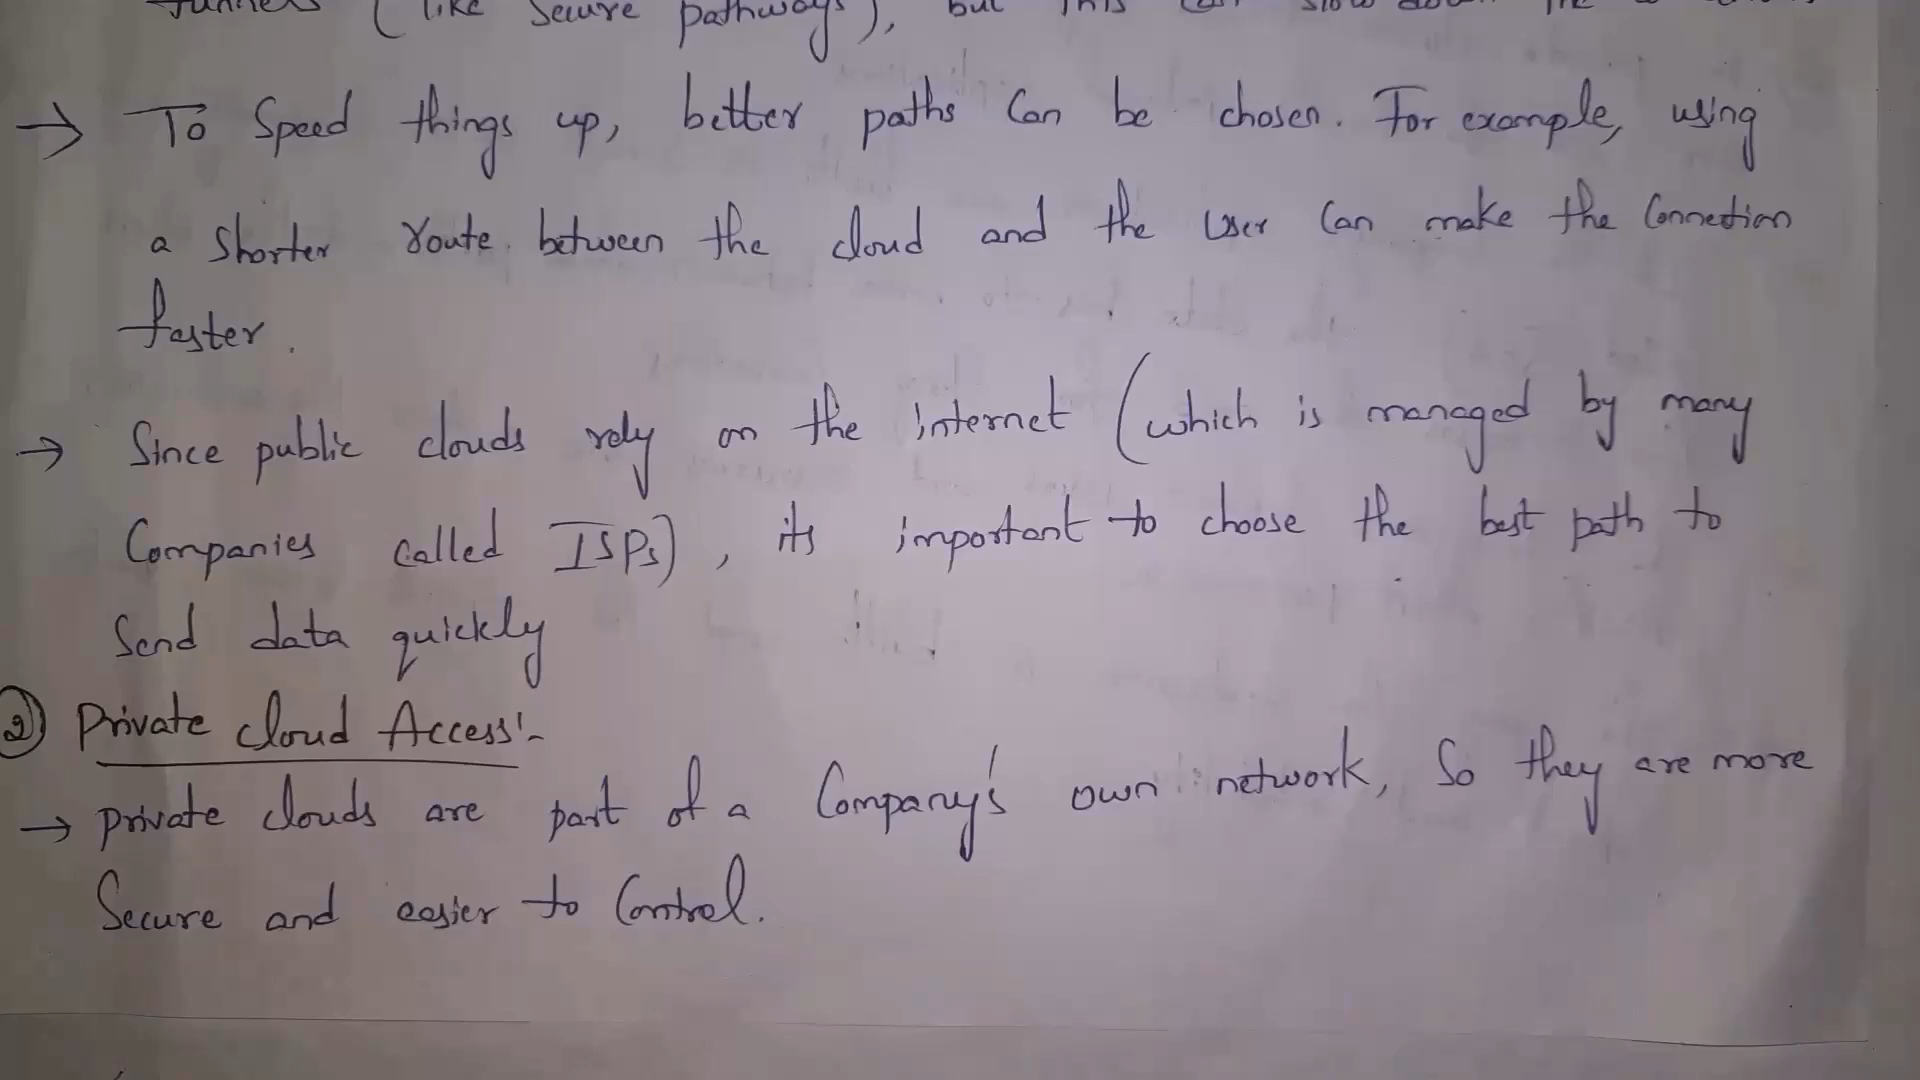 (like Secure pathways), but this
→ To Speed things up, better paths Can be chosen. For example, using
a Shorter route between the cloud and the User Can make the Connection
faster.
→ Since public clouds rely on the internet (which is managed by many
Companies called ISPs), its important to choose the best path to
Send data quickly
2) Private cloud Access:-
→ private clouds are part of a Company's own network, So they are more
Secure and easier to Control.